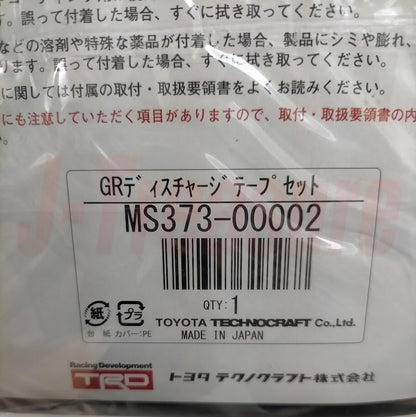 す。誤って付着した場合、すぐに拭き取ってください。
などの溶剤や特殊な薬品が付着した場合、製品にシミや膨れ、
ります。誤って付着した場合、すぐに拭き取ってください。
に関しては付属の取付・取扱要領書をよくお読みください。
にも注意していただく項目がありますので、取付・取扱要領書の内
GRディスチャージテープセット
MS373-00002
紙 プラ
台 紙 カバー:PE
QTY: 1
TOYOTA TECHNOCRAFT Co.,Ltd.
MADE IN JAPAN
Racing Development
TRD
トヨタ テクノクラフト株式会社